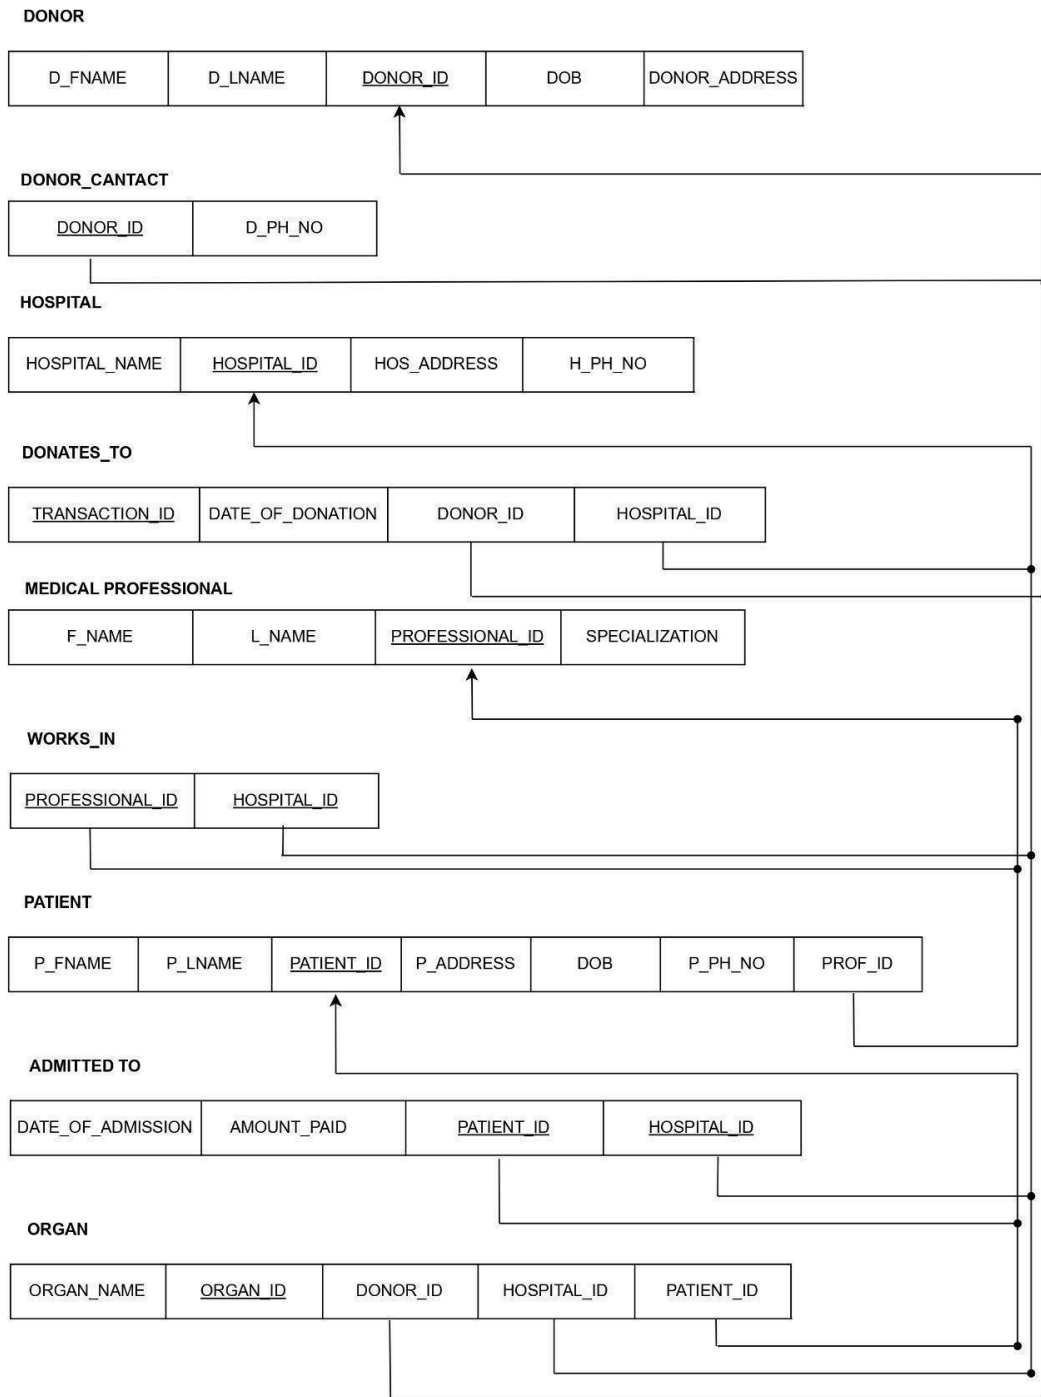 DONOR
D_FNAME D_LNAME DONOR_ID DOB DONOR_ADDRESS
DONOR_CANTACT
DONOR_ID D_PH_NO
HOSPITAL
HOSPITAL_NAME HOSPITAL_ID HOS_ADDRESS H_PH_NO
DONATES_TO
TRANSACTION_ID DATE_OF_DONATION DONOR_ID HOSPITAL_ID
MEDICAL PROFESSIONAL
F_NAME L_NAME PROFESSIONAL_ID SPECIALIZATION
WORKS_IN
PROFESSIONAL_ID HOSPITAL_ID
PATIENT
P_FNAME P_LNAME PATIENT_ID P_ADDRESS DOB P_PH_NO PROF_ID
ADMITTED TO
DATE_OF_ADMISSION AMOUNT_PAID PATIENT_ID HOSPITAL_ID
ORGAN
ORGAN_NAME ORGAN_ID DONOR_ID HOSPITAL_ID PATIENT_ID